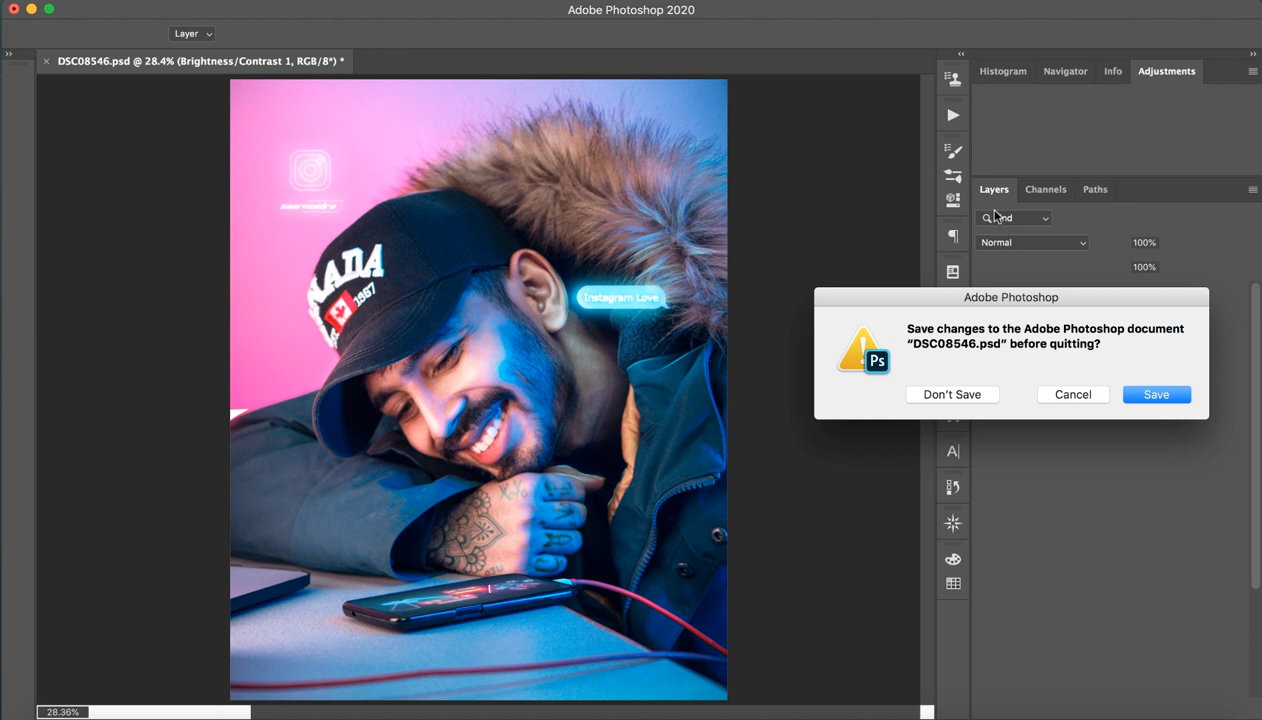 Adobe Photoshop 2020
Layer
DSC08546.psd @ 28.4% (Brightness/Contrast 1, RGB/8*) *
Histogram
Navigator
Info
Adjustments
Layers
Channels
Paths
Normal
100%
100%
Adobe Photoshop
Save changes to the Adobe Photoshop document
“DSC08546.psd” before quitting?
Ps
Don't Save
Cancel
Save
Instagram Love
NADA
1967
28.36%